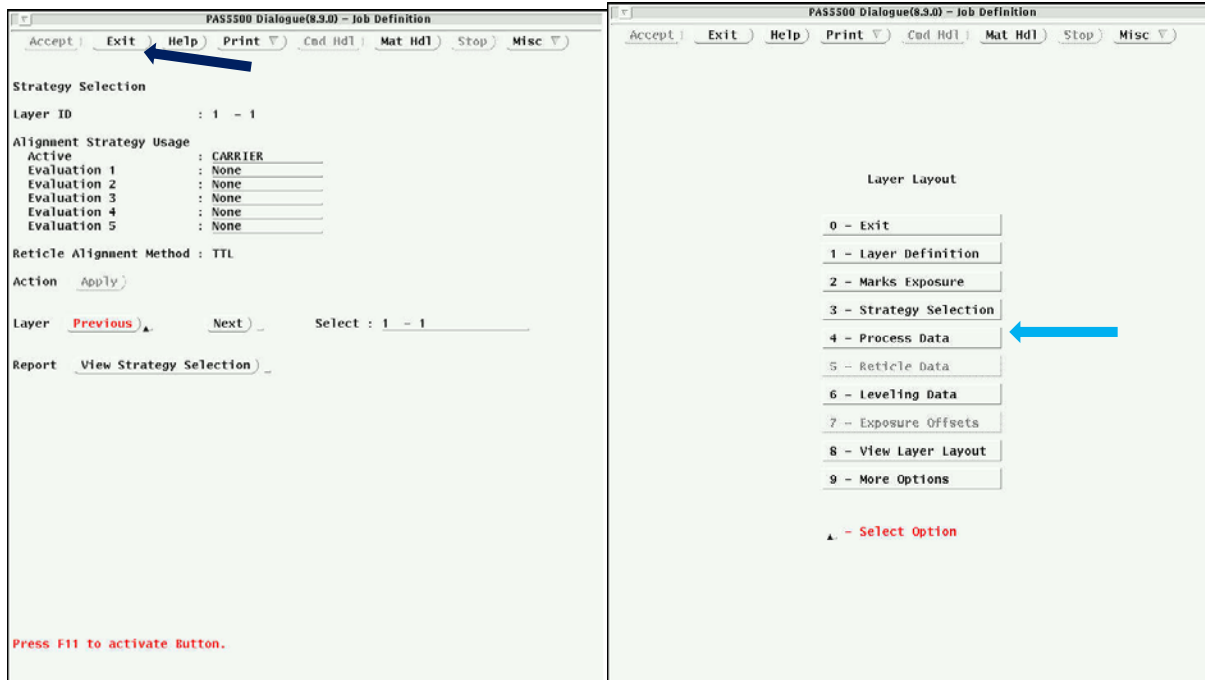 PAS5500 Dialogue(8.9.0) – Job Definition
Accept Exit Help Print Cmd Hdl Mat Hdl Stop Misc
Strategy Selection
Layer ID : 1 - 1
Alignment Strategy Usage
Active : CARRIER
Evaluation 1 : None
Evaluation 2 : None
Evaluation 3 : None
Evaluation 4 : None
Evaluation 5 : None
Reticle Alignment Method : TTL
Action Apply
Layer Previous Next Select : 1 - 1
Report View Strategy Selection
Press F11 to activate Button.
PAS5500 Dialogue(8.9.0) – Job Definition
Accept Exit Help Print Cmd Hdl Mat Hdl Stop Misc
Layer Layout
0 - Exit
1 - Layer Definition
2 - Marks Exposure
3 - Strategy Selection
4 - Process Data
5 - Reticle Data
6 - Leveling Data
7 - Exposure Offsets
8 - View Layer Layout
9 - More Options
- Select Option